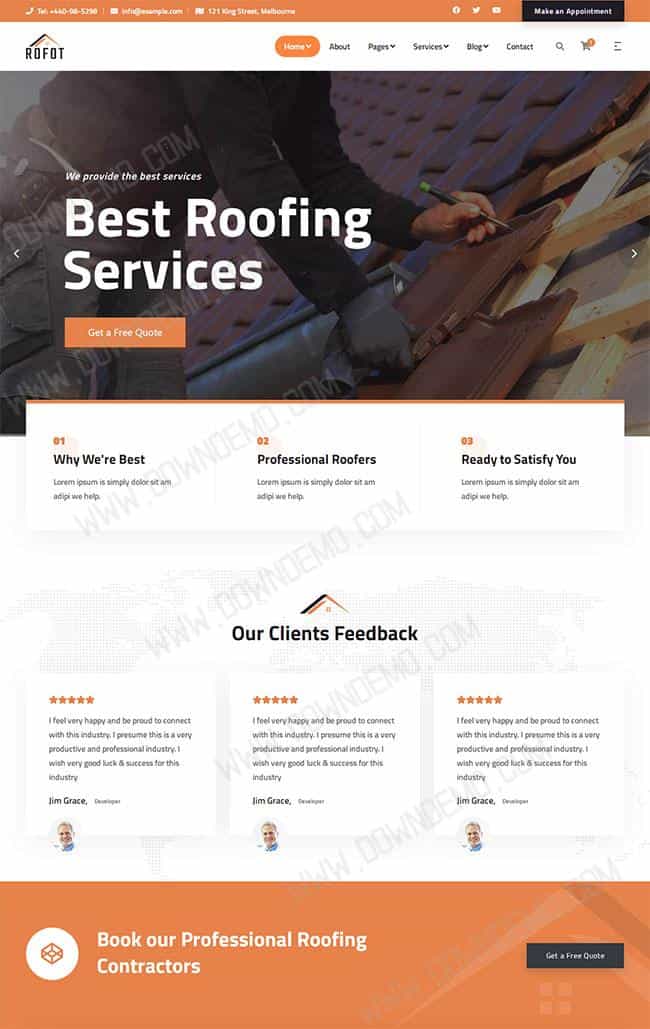 Tel: +440-98-5298
info@example.com
121 King Street, Melbourne
Make an Appointment
ROFOT
Home
About
Pages
Services
Blog
Contact
1
We provide the best services
Best Roofing
Services
Get a Free Quote
01
Why We're Best
Lorem ipsum is simply dolor sit am
adipi we help.
02
Professional Roofers
Lorem ipsum is simply dolor sit am
adipi we help.
03
Ready to Satisfy You
Lorem ipsum is simply dolor sit am
adipi we help.
Our Clients Feedback
I feel very happy and be proud to connect
with this industry. I presume this is a very
productive and professional industry. I
wish very good luck & success for this
industry
Jim Grace, Developer
I feel very happy and be proud to connect
with this industry. I presume this is a very
productive and professional industry. I
wish very good luck & success for this
industry
Jim Grace, Developer
I feel very happy and be proud to connect
with this industry. I presume this is a very
productive and professional industry. I
wish very good luck & success for this
industry
Jim Grace, Developer
Book our Professional Roofing
Contractors
Get a Free Quote
WWW.DOWNDEMO.COM
WWW.DOWNDEMO.COM
WWW.DOWNDEMO.COM
WWW.DOWNDEMO.COM
WWW.DOWNDEMO.COM
WWW.DOWNDEMO.COM